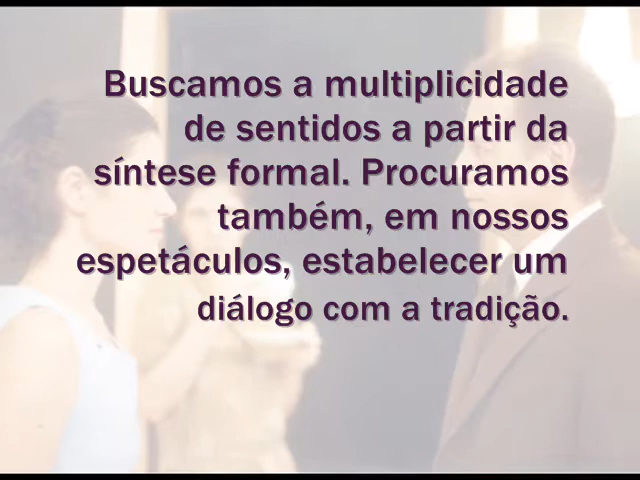 Buscamos a multiplicidade
de sentidos a partir da
síntese formal. Procuramos
também, em nossos
espetáculos, estabelecer um
diálogo com a tradição.